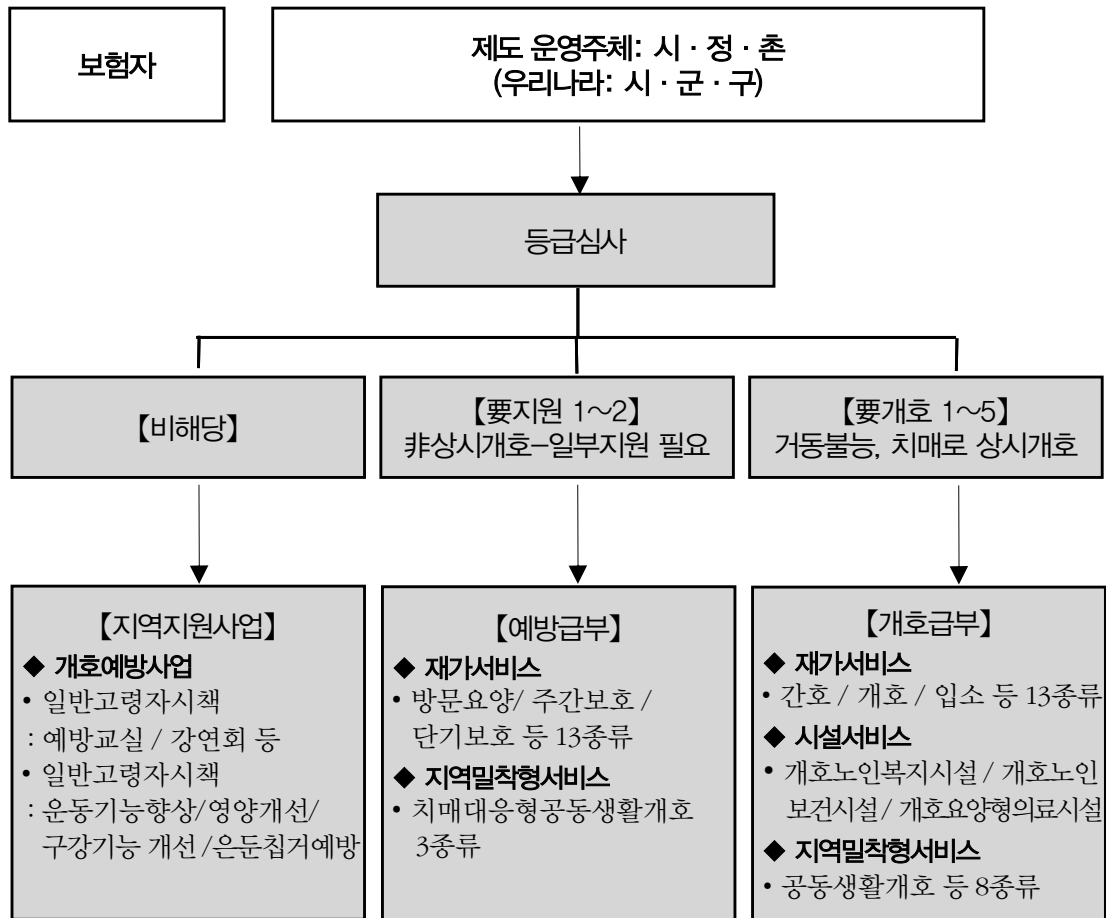 보험자
제도 운영주체: 시 · 정 · 촌
(우리나라: 시 · 군 · 구)
등급심사
【비해당】
【要지원 1~2】
非상시개호-일부지원 필요
【要개호 1~5】
거동불능, 치매로 상시개호
【지역지원사업】
◆ 개호예방사업
• 일반고령자시책
: 예방교실 / 강연회 등
• 일반고령자시책
: 운동기능향상/영양개선/
구강기능 개선 /은둔칩거예방
【예방급부】
◆ 재가서비스
• 방문요양/ 주간보호 /
단기보호 등 13종류
◆ 지역밀착형서비스
• 치매대응형공동생활개호
3종류
【개호급부】
◆ 재가서비스
• 간호 / 개호 / 입소 등 13종류
◆ 시설서비스
• 개호노인복지시설 / 개호노인
보건시설 / 개호요양형의료시설
◆ 지역밀착형서비스
• 공동생활개호 등 8종류